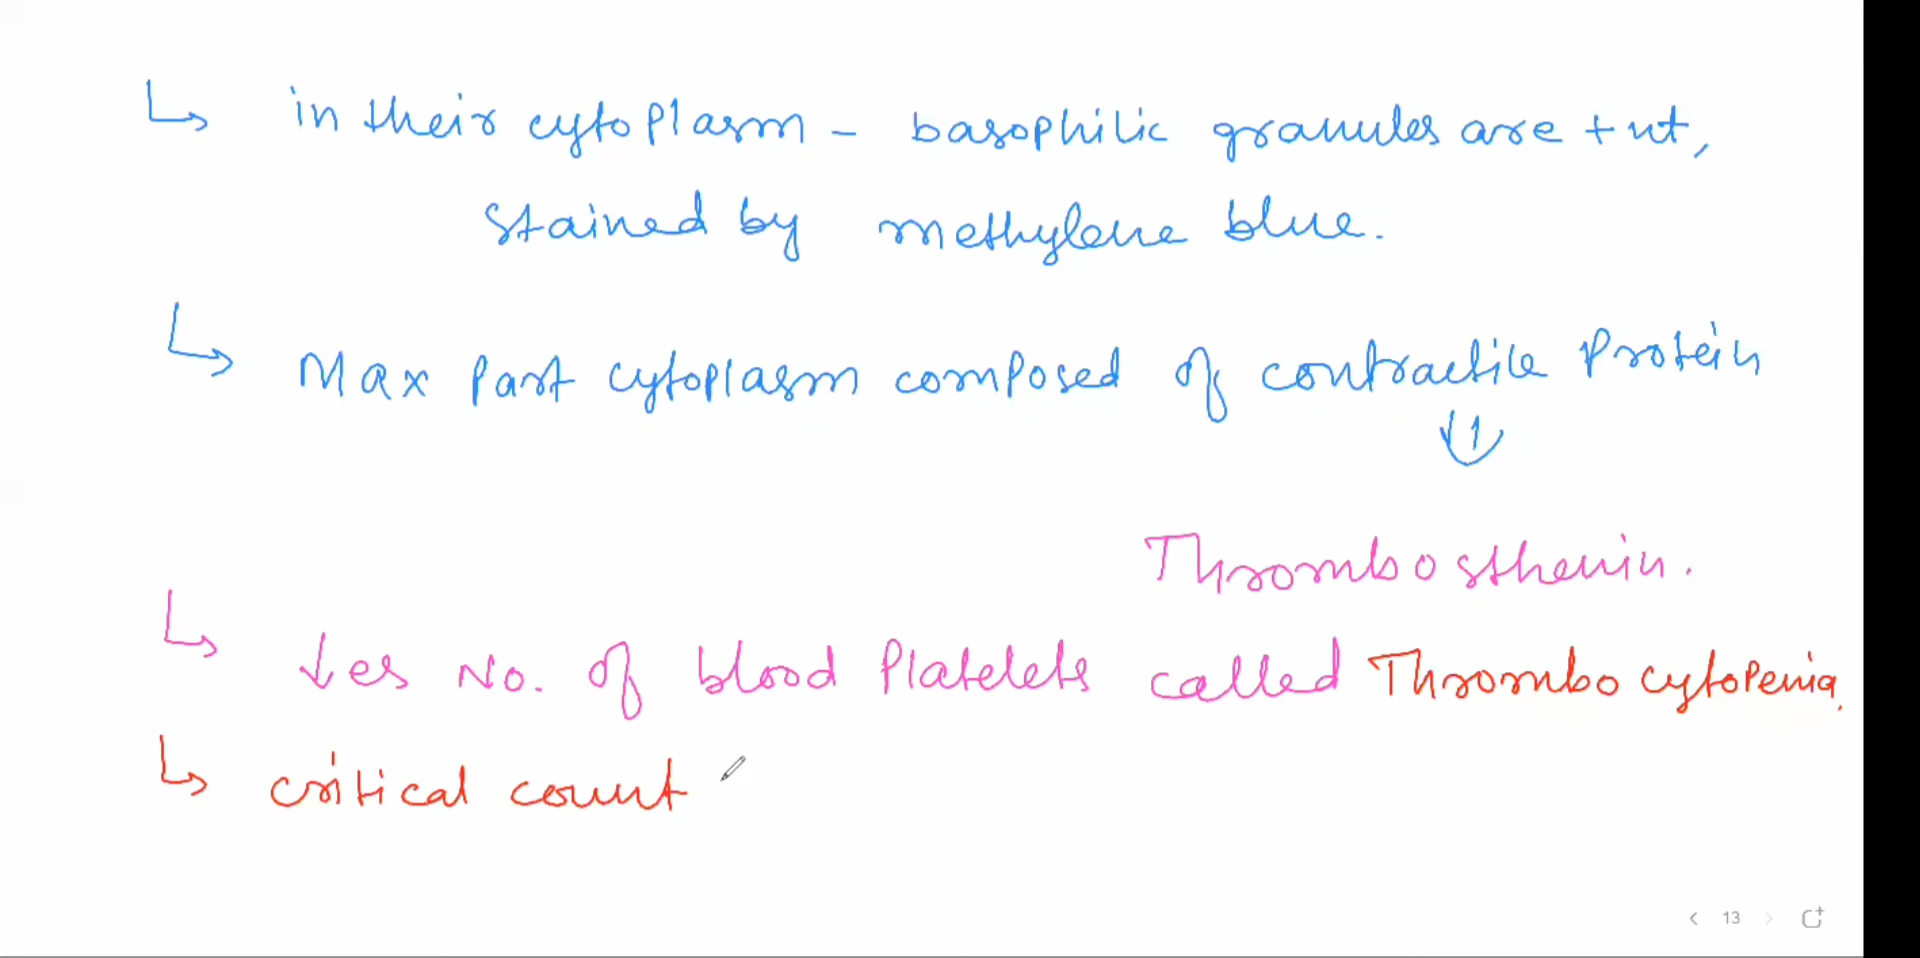 ↳ in their cytoplasm - basophilic granules are +nt,
stained by methylene blue.
↳ Max part cytoplasm composed of contractile protein
Thrombosthenin.
↳ ↓es No. of blood Platelets called Thrombocytopenia.
↳ critical count
13